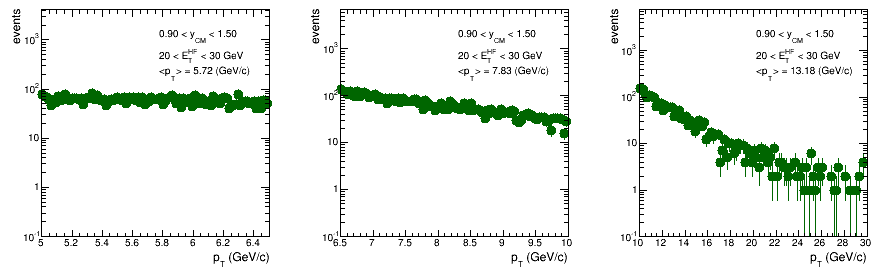 events
0.90 < y_CM < 1.50
20 < E_T^HF < 30 GeV
<p_T> = 5.72 (GeV/c)
10^3
10^2
10
1
10^-1
5 5.2 5.4 5.6 5.8 6 6.2 6.4
p_T (GeV/c)
events
0.90 < y_CM < 1.50
20 < E_T^HF < 30 GeV
<p_T> = 7.83 (GeV/c)
10^3
10^2
10
1
10^-1
6.5 7 7.5 8 8.5 9 9.5 10
p_T (GeV/c)
events
0.90 < y_CM < 1.50
20 < E_T^HF < 30 GeV
<p_T> = 13.18 (GeV/c)
10^3
10^2
10
1
10^-1
10 12 14 16 18 20 22 24 26 28 30
p_T (GeV/c)